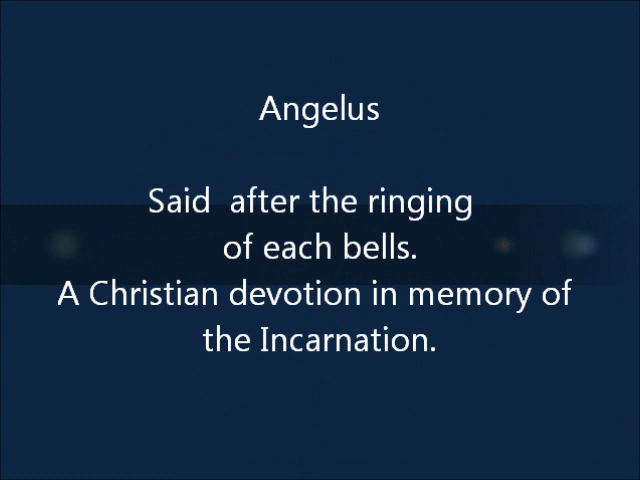 Angelus
Said  after the ringing
of each bells.
A Christian devotion in memory of
the Incarnation.